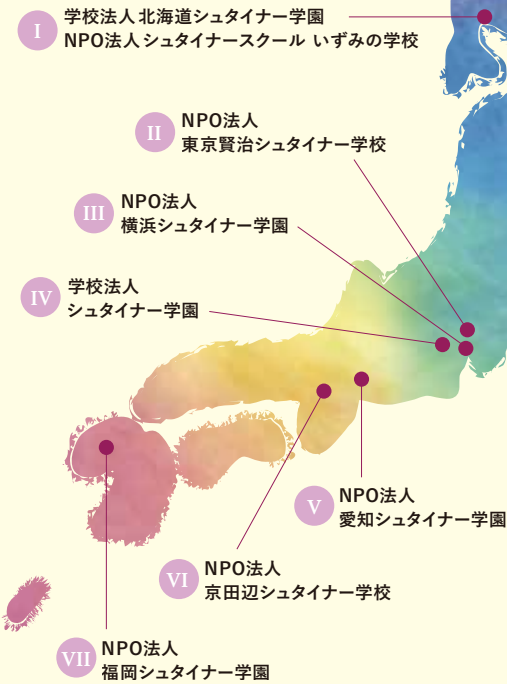 I
学校法人 北海道シュタイナー学園
NPO法人 シュタイナースクール いずみの学校
II
NPO法人
東京賢治シュタイナー学校
III
NPO法人
横浜シュタイナー学園
IV
学校法人
シュタイナー学園
V
NPO法人
愛知シュタイナー学園
VI
NPO法人
京田辺シュタイナー学校
VII
NPO法人
福岡シュタイナー学園